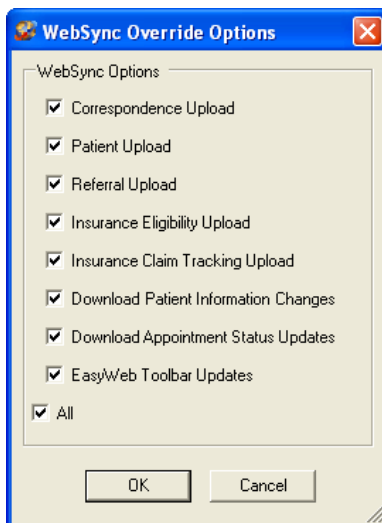 WebSync Override Options
WebSync Options
Correspondence Upload
Patient Upload
Referral Upload
Insurance Eligibility Upload
Insurance Claim Tracking Upload
Download Patient Information Changes
Download Appointment Status Updates
EasyWeb Toolbar Updates
All
OK Cancel